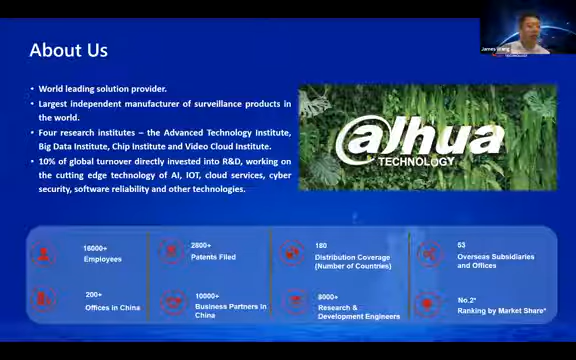 James Wang
About Us
• World leading solution provider.
• Largest independent manufacturer of surveillance products in
the world.
• Four research institutes – the Advanced Technology Institute,
Big Data Institute, Chip Institute and Video Cloud Institute.
• 10% of global turnover directly invested into R&D, working on
the cutting edge technology of AI, IOT, cloud services, cyber
security, software reliability and other technologies.
alhua
TECHNOLOGY
16000+
Employees
2800+
Patents Filed
180
Distribution Coverage
(Number of Countries)
63
Overseas Subsidiaries
and Offices
200+
Offices in China
10000+
Business Partners in
China
8000+
Research &
Development Engineers
No.2*
Ranking by Market Share*